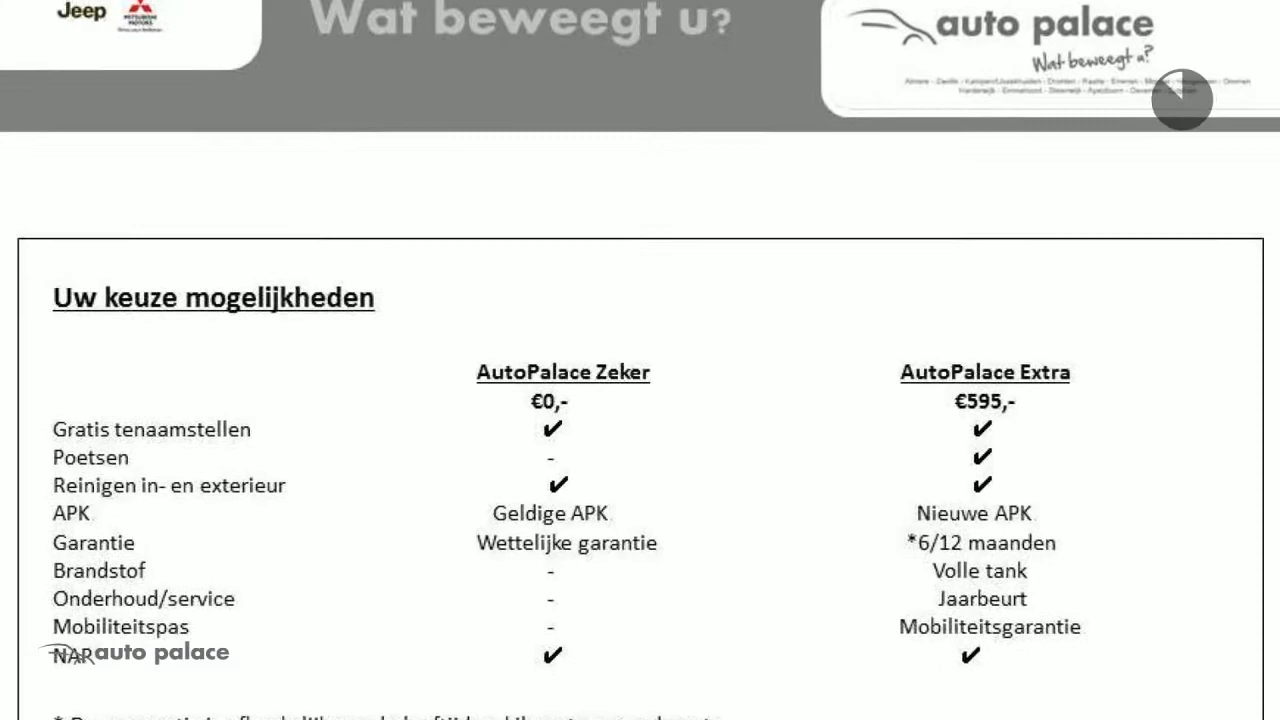 Jeep
MITSUBISHI
MOTORS
Wat beweegt u?
auto palace
Wat beweegt u?
Uw keuze mogelijkheden
AutoPalace Zeker AutoPalace Extra
€0,- €595,-
Gratis tenaamstellen ✔ ✔
Poetsen - ✔
Reinigen in- en exterieur ✔ ✔
APK Geldige APK Nieuwe APK
Garantie Wettelijke garantie *6/12 maanden
Brandstof - Volle tank
Onderhoud/service - Jaarbeurt
Mobiliteitspas - Mobiliteitsgarantie
NAP ✔ ✔
auto palace